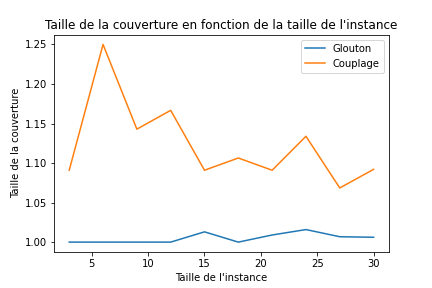 Taille de la couverture en fonction de la taille de l'instance
Glouton
Couplage
1.25
1.20
1.15
1.10
1.05
1.00
Taille de la couverture
5
10
15
20
25
30
Taille de l'instance